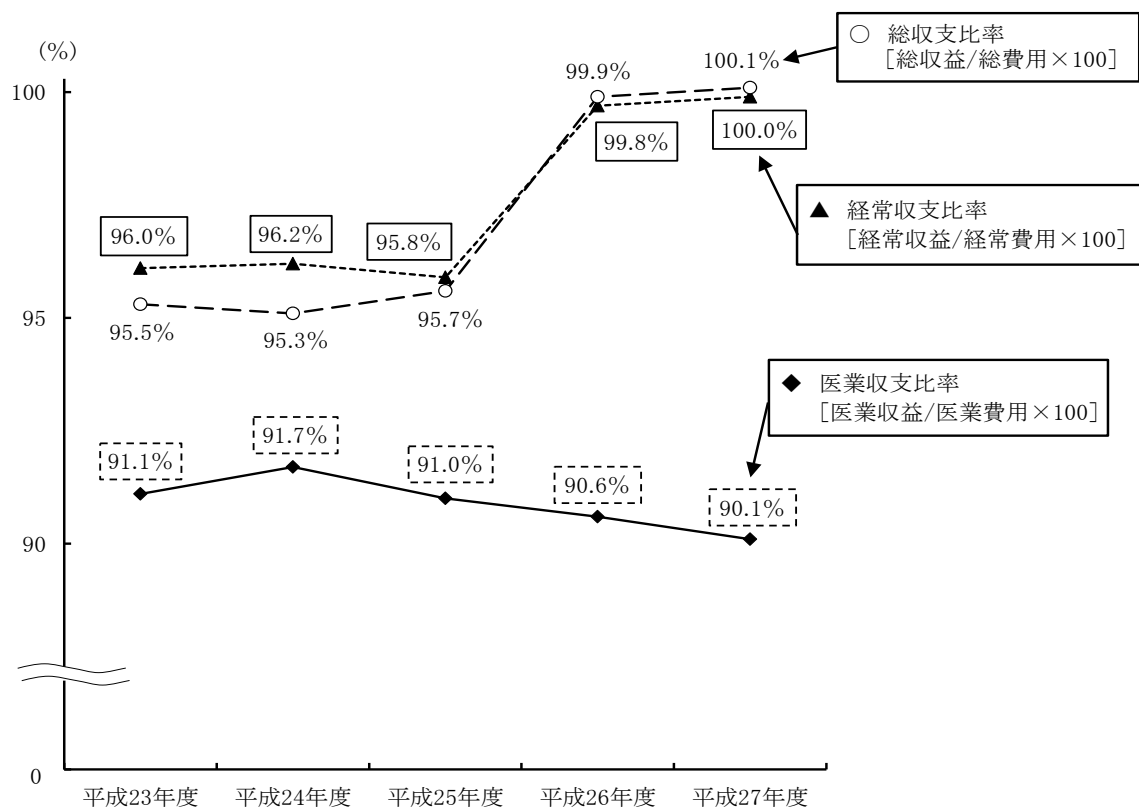 (%)
○ 総収支比率
[総収益/総費用×100]
99.9%
100.1%
100
99.8%
100.0%
▲ 経常収支比率
[経常収益/経常費用×100]
96.0%
96.2%
95.8%
95
95.5%
95.3%
95.7%
◆ 医業収支比率
[医業収益/医業費用×100]
91.1%
91.7%
91.0%
90.6%
90.1%
90
0
平成23年度
平成24年度
平成25年度
平成26年度
平成27年度